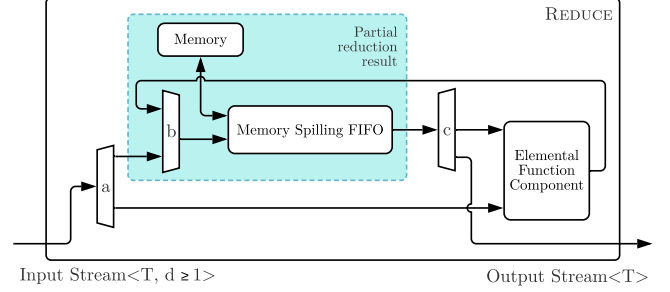 REDUCE
Memory
Partial
reduction
result
b
Memory Spilling FIFO
c
a
Elemental
Function
Component
Input Stream<T, d ≥ 1>
Output Stream<T>